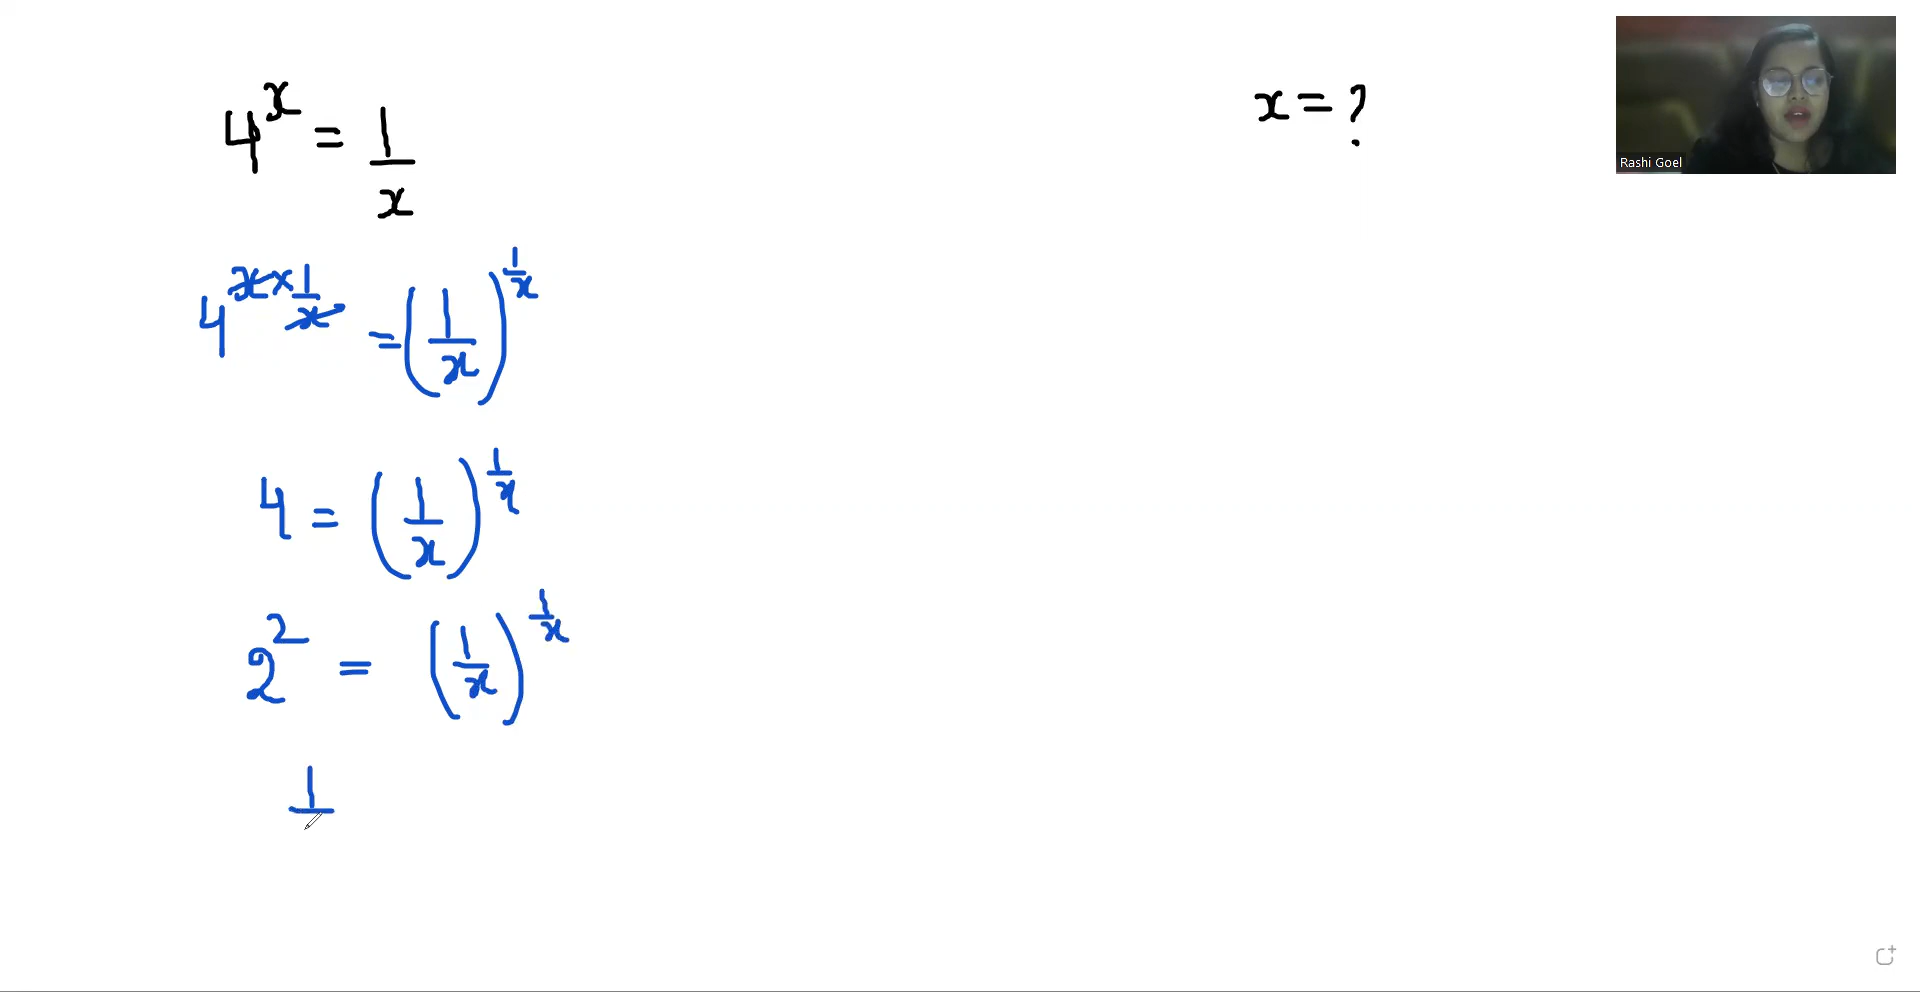 4^x = 1/x
x = ?
Rashi Goel
4^(x×1/x) = (1/x)^(1/x)
4 = (1/x)^(1/x)
2^2 = (1/x)^(1/x)
1